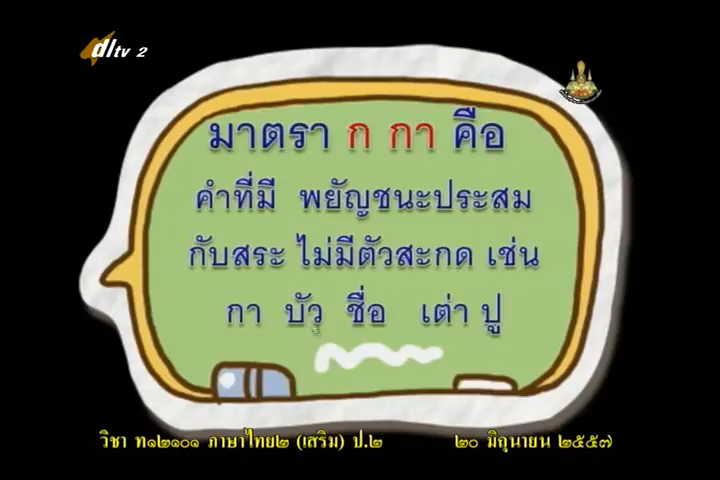 dltv 2
มาตรา ก กา คือ
คำที่มี พยัญชนะประสม
กับสระ ไม่มีตัวสะกด เช่น
กา บัว ชื่อ เต่า ปู
วิชา ท๑๒๑๐๑ ภาษาไทย๒ (เสริม) ป.๒ ๒๐ มิถุนายน ๒๕๕๗